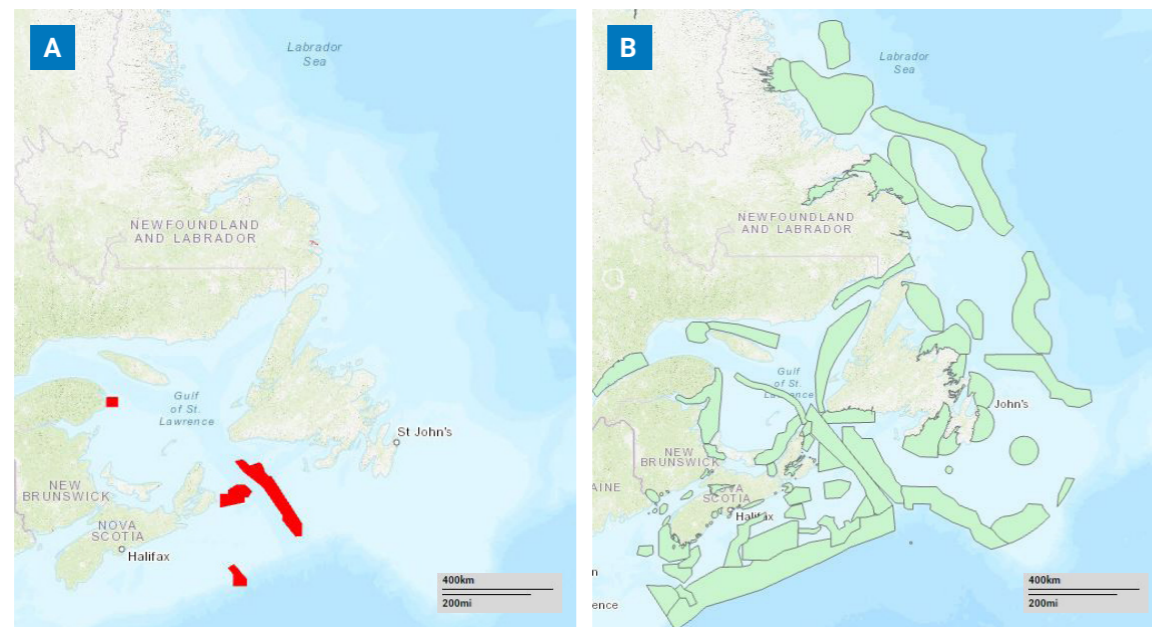 A
Labrador
Sea
NEWFOUNDLAND
AND LABRADOR
Gulf
of St.
Lawrence
St John's
NEW
BRUNSWICK
NOVA
SCOTIA
Halifax
400km
200mi
B
Labrador
Sea
NEWFOUNDLAND
AND LABRADOR
Gulf
of St.
John's
NEW
BRUNSWICK
AINE
SCOTIA
Halifax
n
ence
400km
200mi